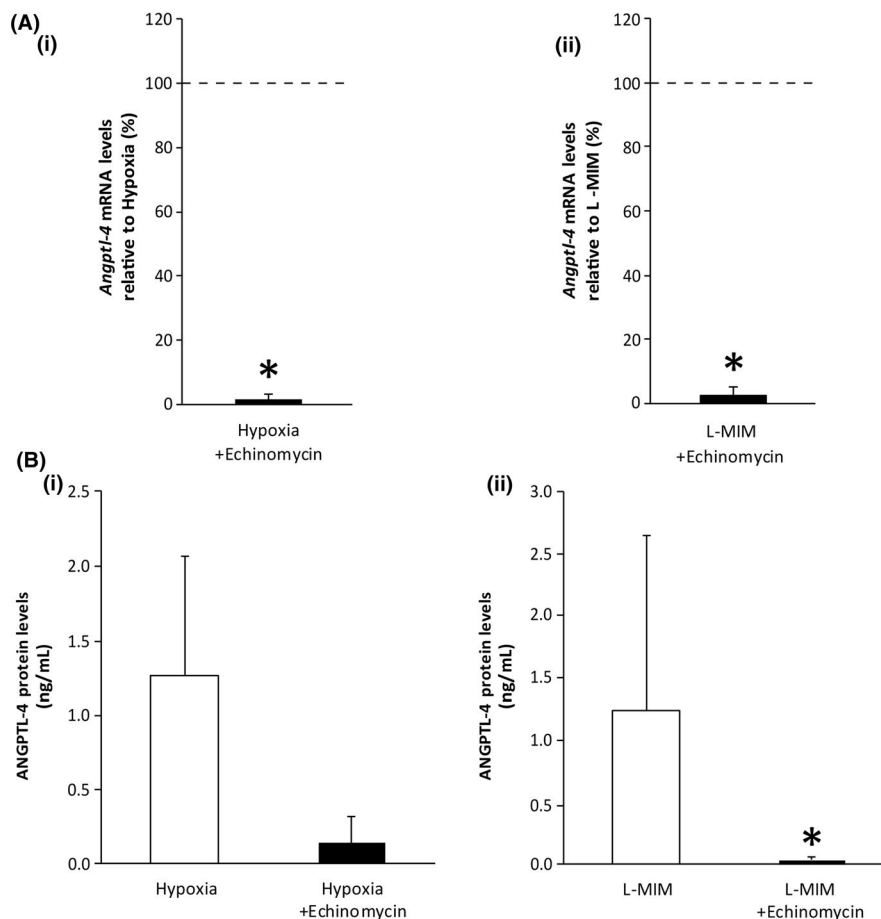 (A)
(i)
120
100
80
60
40
20
0
Angptl-4 mRNA levels
relative to Hypoxia (%)
*
Hypoxia
+Echinomycin
(ii)
120
100
80
60
40
20
0
Angptl-4 mRNA levels
relative to L -MIM (%)
*
L-MIM
+Echinomycin
(B)
(i)
2.5
2.0
1.5
1.0
0.5
0.0
ANGPTL-4 protein levels
(ng/mL)
Hypoxia
Hypoxia
+Echinomycin
(ii)
3.0
2.5
2.0
1.5
1.0
0.5
0.0
ANGPTL-4 protein levels
(ng/mL)
*
L-MIM
L-MIM
+Echinomycin